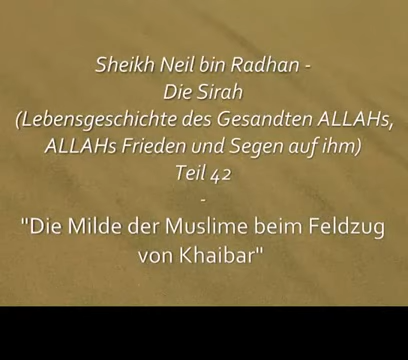 Sheikh Neil bin Radhan -
Die Sirah
(Lebensgeschichte des Gesandten ALLAHs,
ALLAHs Frieden und Segen auf ihm)
Teil 42
-
"Die Milde der Muslime beim Feldzug
von Khaibar"